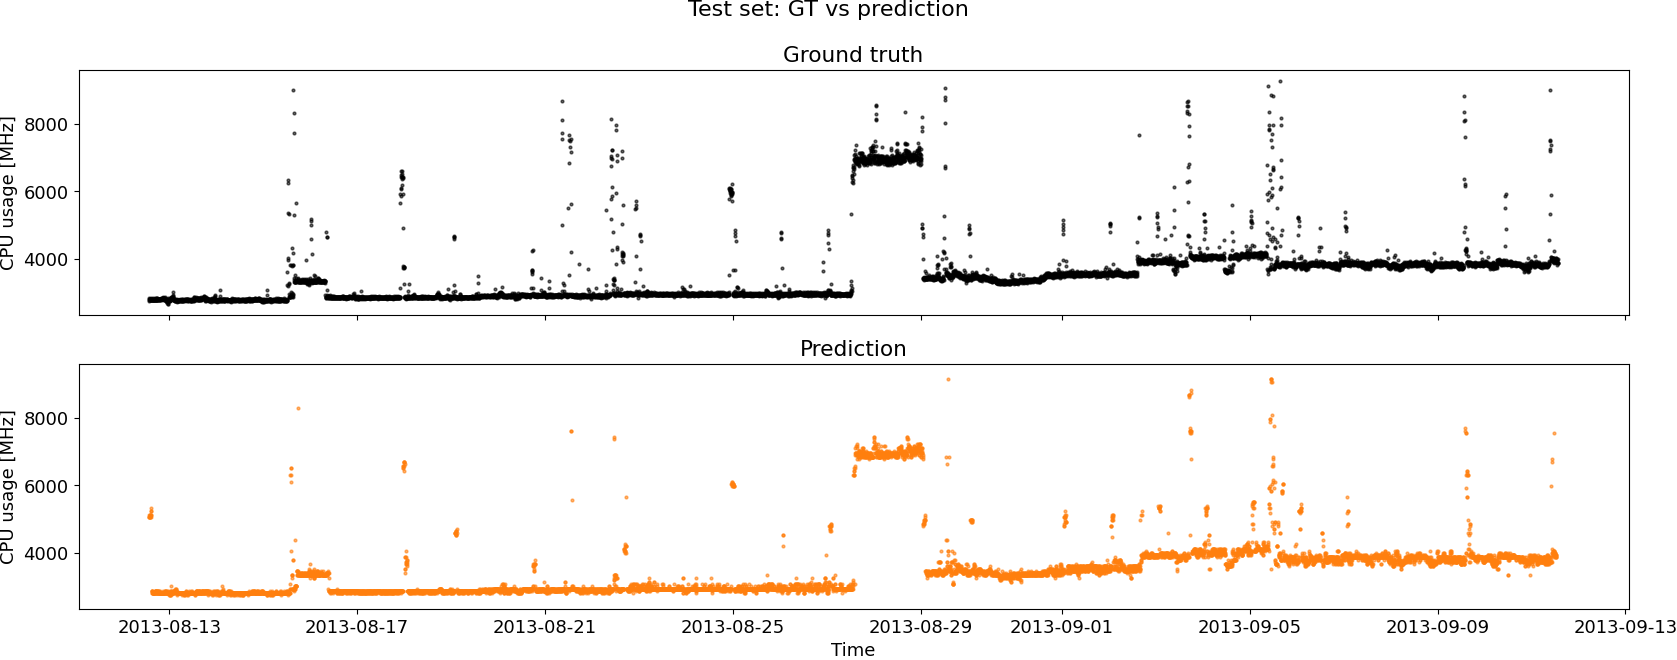 Test set: GT vs prediction
Ground truth
CPU usage [MHz]
8000
6000
4000
Prediction
CPU usage [MHz]
8000
6000
4000
2013-08-13 2013-08-17 2013-08-21 2013-08-25 2013-08-29 2013-09-01 2013-09-05 2013-09-09 2013-09-13
Time